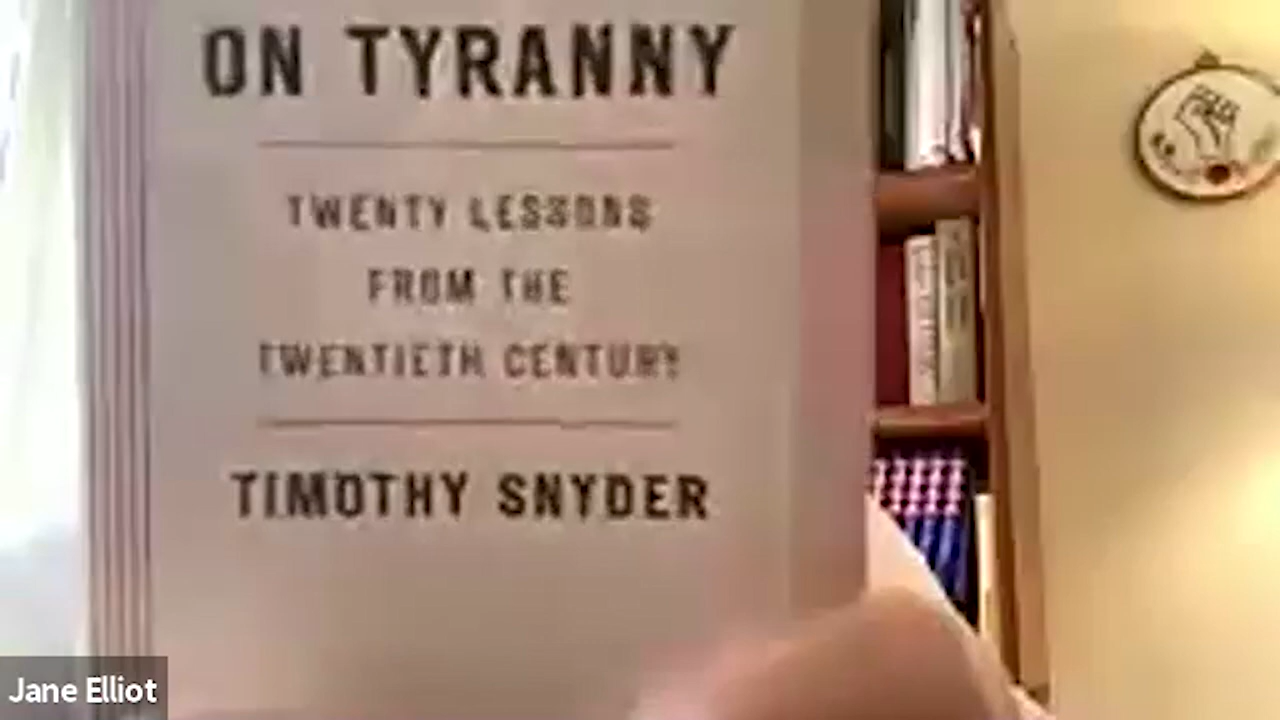 ON TYRANNY
TWENTY LESSONS
FROM THE
TWENTIETH CENTURY
TIMOTHY SNYDER
Jane Elliot